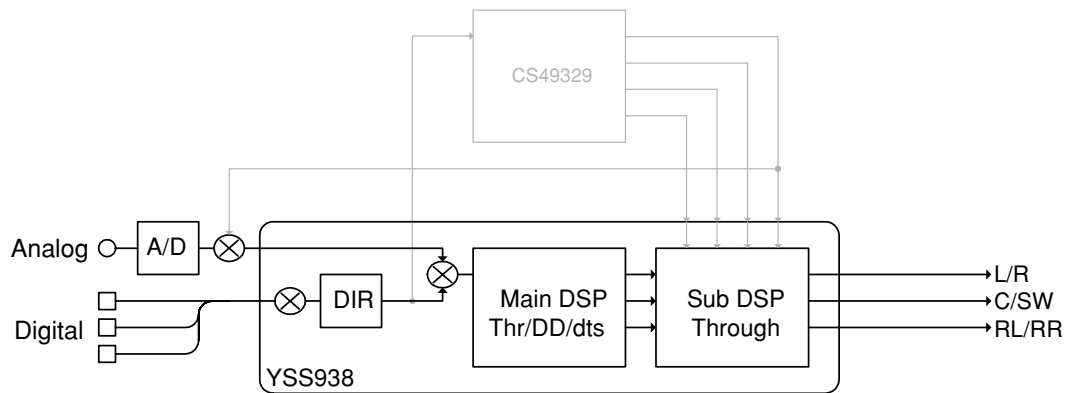 CS49329
Analog
A/D
Digital
DIR
Main DSP
Thr/DD/dts
Sub DSP
Through
L/R
C/SW
RL/RR
YSS938